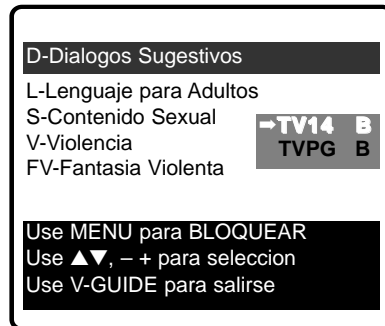 D-Dialogos Sugestivos
L-Lenguaje para Adultos
S-Contenido Sexual
V-Violencia
FV-Fantasia Violenta
➡TV14 B
TVPG B
Use MENU para BLOQUEAR
Use ▲▼, – + para seleccion
Use V-GUIDE para salirse